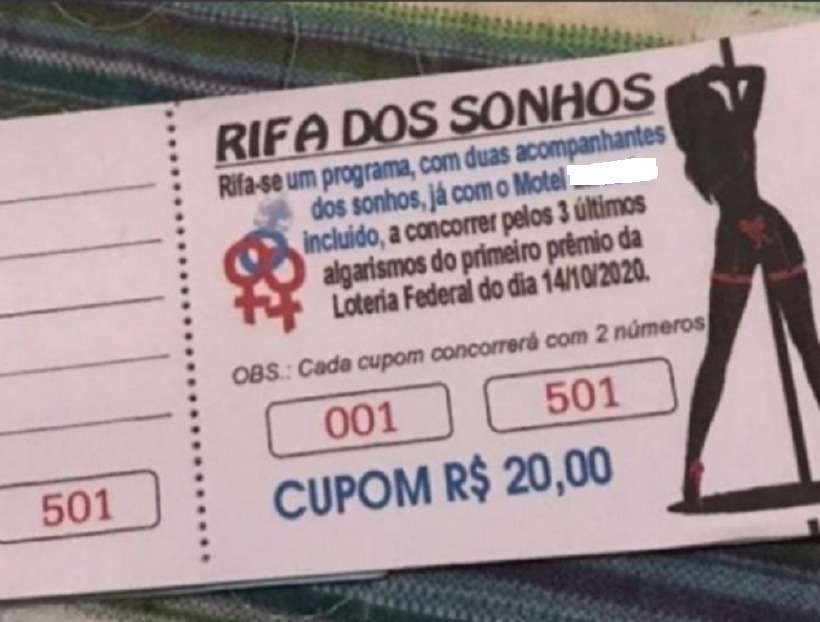 RIFA DOS SONHOS
Rifa-se um programa, com duas acompanhantes
dos sonhos, já com o Motel
incluido, a concorrer pelos 3 últimos
algarismos do primeiro prêmio da
Loteria Federal do dia 14/10/2020.
OBS.: Cada cupom concorrerá com 2 números
001 501
501
CUPOM R$ 20,00